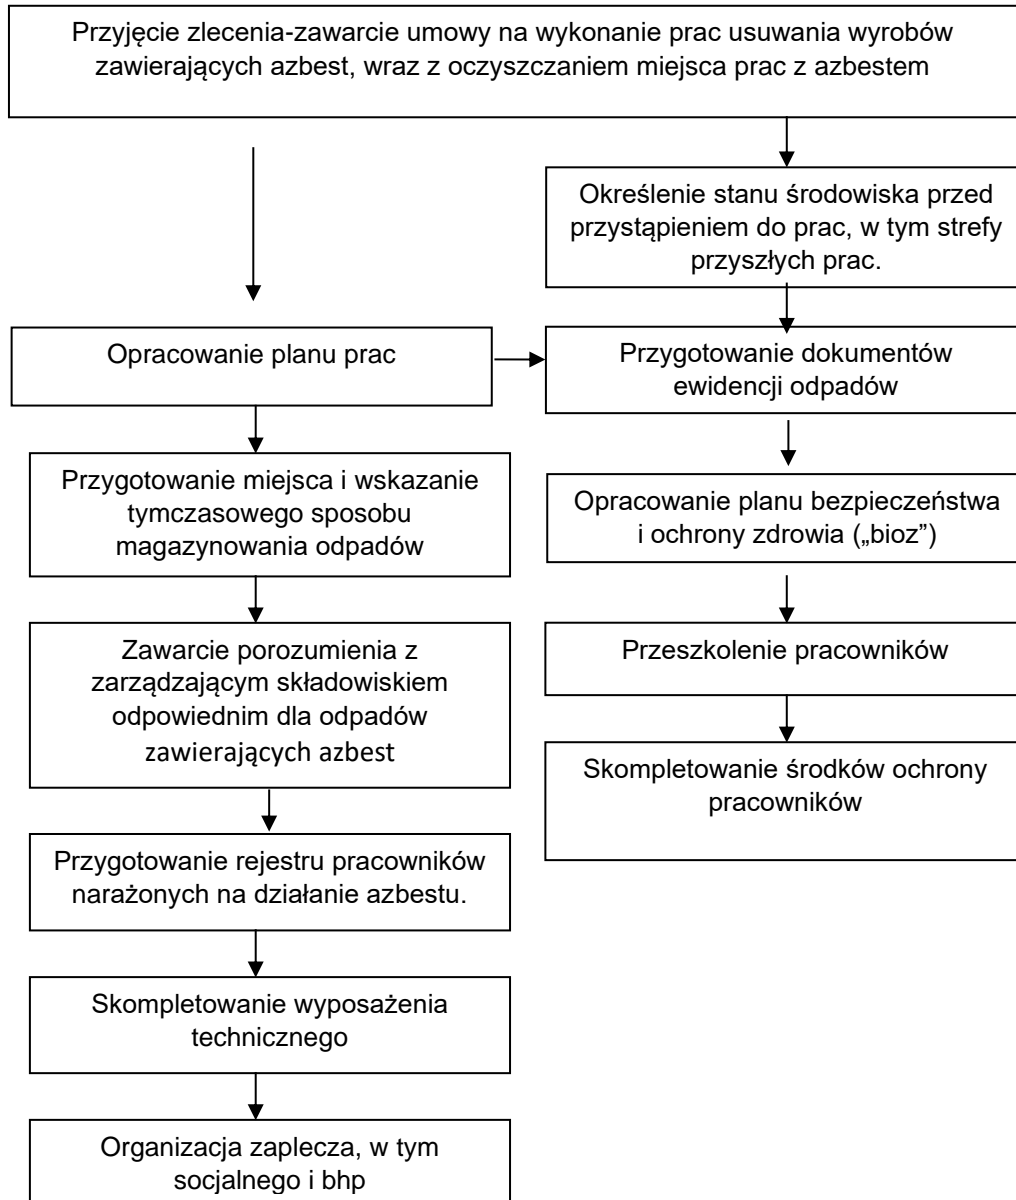 Przyjęcie zlecenia-zawarcie umowy na wykonanie prac usuwania wyrobów
zawierających azbest, wraz z oczyszczaniem miejsca prac z azbestem
Określenie stanu środowiska przed
przystąpieniem do prac, w tym strefy
przyszłych prac.
Opracowanie planu prac
Przygotowanie dokumentów
ewidencji odpadów
Przygotowanie miejsca i wskazanie
tymczasowego sposobu
magazynowania odpadów
Opracowanie planu bezpieczeństwa
i ochrony zdrowia („bioz”)
Zawarcie porozumienia z
zarządzającym składowiskiem
odpowiednim dla odpadów
zawierających azbest
Przeszkolenie pracowników
Skompletowanie środków ochrony
pracowników
Przygotowanie rejestru pracowników
narażonych na działanie azbestu.
Skompletowanie wyposażenia
technicznego
Organizacja zaplecza, w tym
socjalnego i bhp